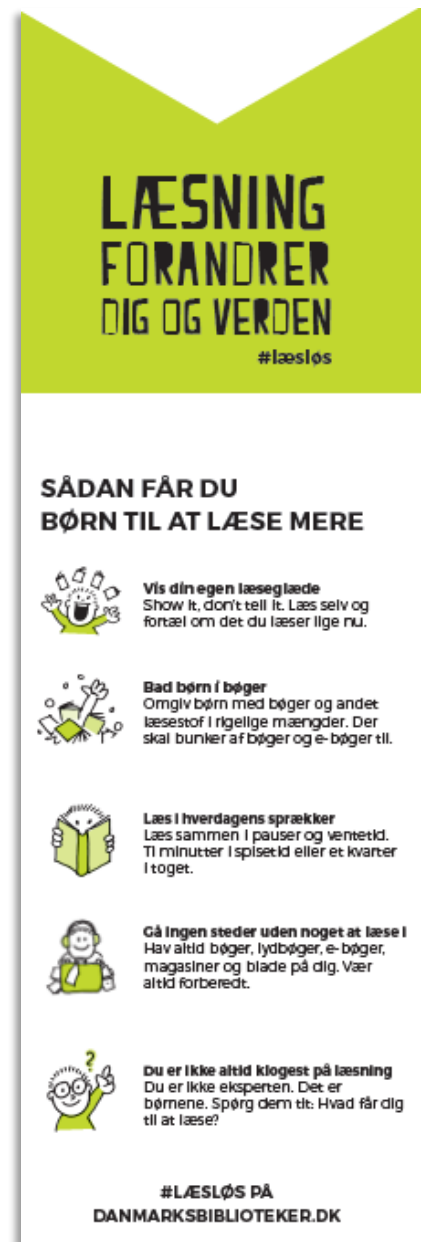 LÆSNING
FORANDRER
DIG OG VERDEN
#læsløs
SÅDAN FÅR DU
BØRN TIL AT LÆSE MERE
Vis din egen læseglæde
Show it, don't tell it. Læs selv og
fortæl om det du læser lige nu.
Bad børn i bøger
Omgiv børn med bøger og andet
læsestof i rigelige mængder. Der
skal bunker af bøger og e-bøger til.
Læs i hverdagens sprækker
Læs sammen i pauser og ventetid.
Ti minutter i spisetid eller et kvarter
i toget.
Gå ingen steder uden noget at læse i
Hav altid bøger, lydbøger, e-bøger,
magasiner og blade på dig. Vær
altid forberedt.
?
Du er ikke altid klogest på læsning
Du er ikke eksperten. Det er
børnene. Spørg dem tit: Hvad får dig
til at læse?
#LÆSLØS PÅ
DANMARKSBIBLIOTEKER.DK